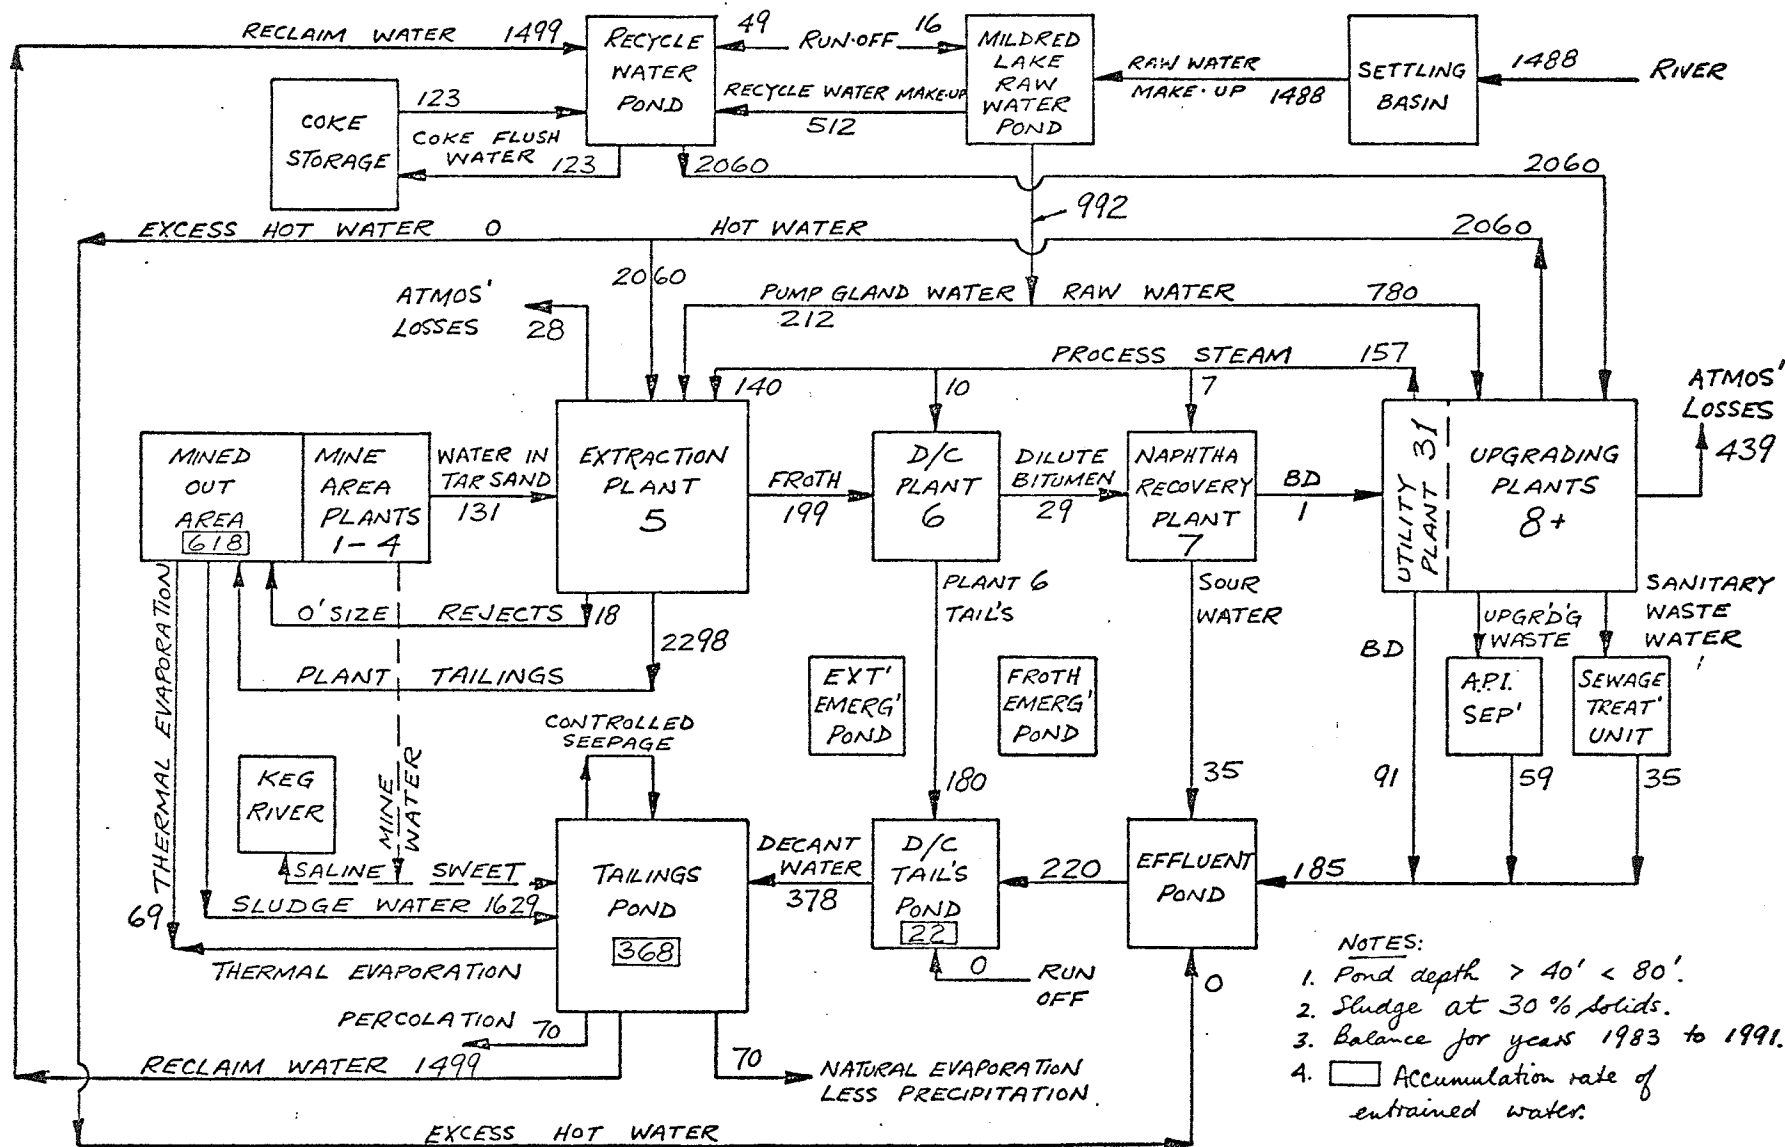 RECLAIM WATER 1499
RECYCLE
WATER
POND
49 RUN-OFF 16
MILDRED
LAKE
RAW
WATER
POND
RAW WATER
MAKE-UP 1488
SETTLING
BASIN
1488
RIVER
RECYCLE WATER MAKE-UP
512
123
COKE
STORAGE
COKE FLUSH
WATER
123
2060
2060
992
EXCESS HOT WATER 0
HOT WATER
2060
2060
ATMOS'
LOSSES
28
PUMP GLAND WATER
212
RAW WATER
780
PROCESS STEAM
157
140
10
7
ATMOS'
LOSSES
439
MINED
OUT
AREA
618
MINE
AREA
PLANTS
1-4
WATER IN
TAR SAND
131
EXTRACTION
PLANT
5
FROTH
199
D/C
PLANT
6
DILUTE
BITUMEN
29
NAPHTHA
RECOVERY
PLANT
7
BD
1
UTILITY
PLANT 31
UPGRADING
PLANTS
8+
O'SIZE REJECTS
18
2298
PLANT TAILINGS
PLANT 6
TAIL'S
SOUR
WATER
BD
UPGR'D'G
WASTE
SANITARY
WASTE
WATER
THERMAL EVAPORATION
MINE
WATER
EXT'
EMERG'
POND
FROTH
EMERG'
POND
A.P.I.
SEP'
SEWAGE
TREAT'
UNIT
CONTROLLED
SEEPAGE
KEG
RIVER
180
35
91
59
35
SALINE
SWEET
TAILINGS
POND
368
DECANT
WATER
378
D/C
TAIL'S
POND
22
220
EFFLUENT
POND
185
SLUDGE WATER 1629
69
THERMAL EVAPORATION
0
RUN
OFF
0
PERCOLATION 70
RECLAIM WATER 1499
70
NATURAL EVAPORATION
LESS PRECIPITATION
EXCESS HOT WATER
NOTES:
1. Pond depth > 40' < 80'.
2. Sludge at 30 % solids.
3. Balance for years 1983 to 1991.
4. Accumulation rate of
entrained water.